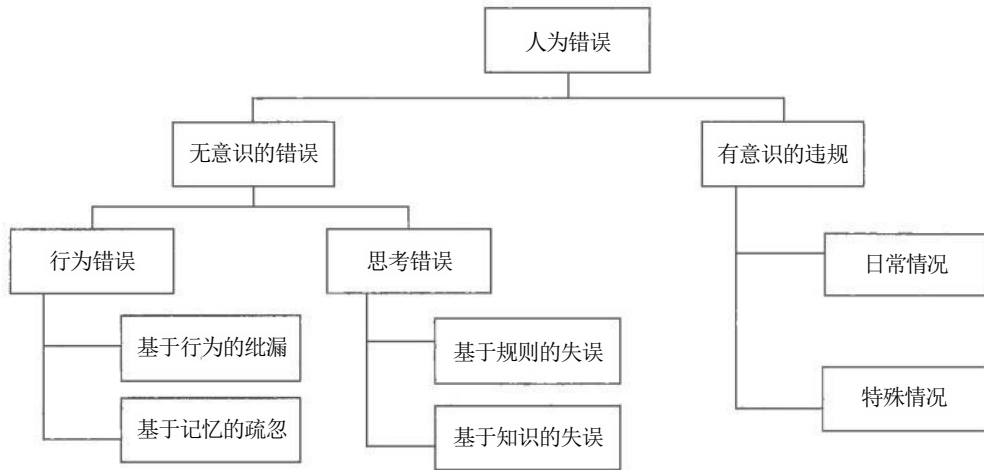 人为错误
无意识的错误
有意识的违规
行为错误
思考错误
日常情况
基于行为的纰漏
基于规则的失误
特殊情况
基于记忆的疏忽
基于知识的失误